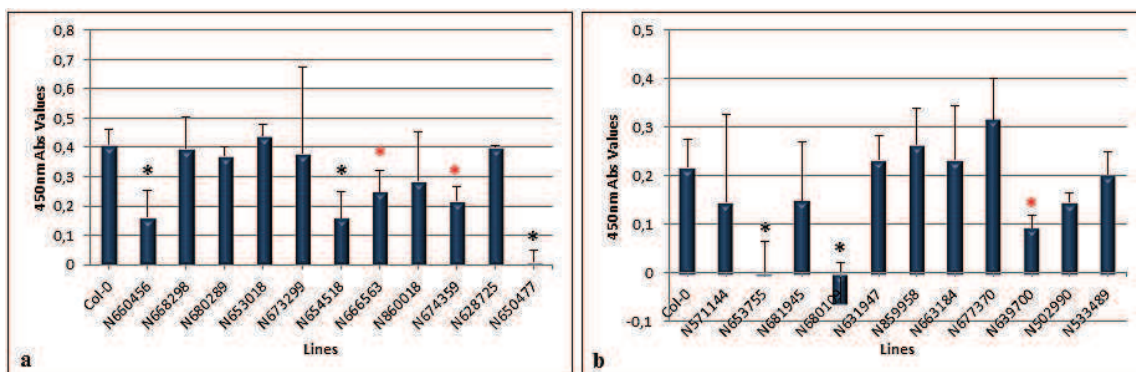 0,8
0,7
0,6
0,5
0,4
0,3
0,2
0,1
0
450nm Abs Values
*
*
*
*
*
Col-0
N660456
N668298
N680289
N653018
N673299
N654518
N666563
N860018
N674359
N628725
N650477
Lines
a
0,5
0,4
0,3
0,2
0,1
0
-0,1
450nm Abs Values
*
*
*
Col-0
N571144
N653755
N681945
N631947
N859958
N663184
N677370
N639700
N502990
N533489
Lines
b